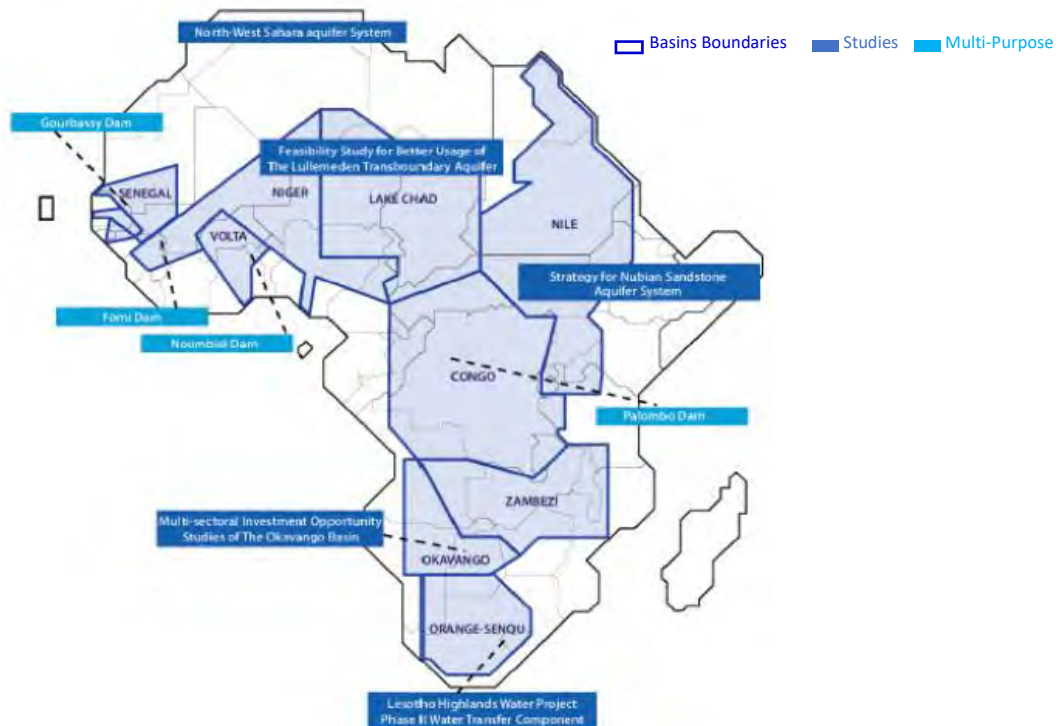 North-West Sahara aquifer System
Basins Boundaries
Studies
Multi-Purpose
Gourbassy Dam
Feasibility Study for Better Usage of
The Lullemeden Transboundary Aquifer
SENEGAL
NIGER
LAKE CHAD
VOLTA
NILE
Strategy for Nubian Sandstone
Aquifer System
Fomi Dam
Noumbiel Dam
CONGO
Palombo Dam
ZAMBEZI
Multi-sectoral Investment Opportunity
Studies of The Okavango Basin
OKAVANGO
ORANGE-SENQU
Lesotho Highlands Water Project
Phase II Water Transfer Component